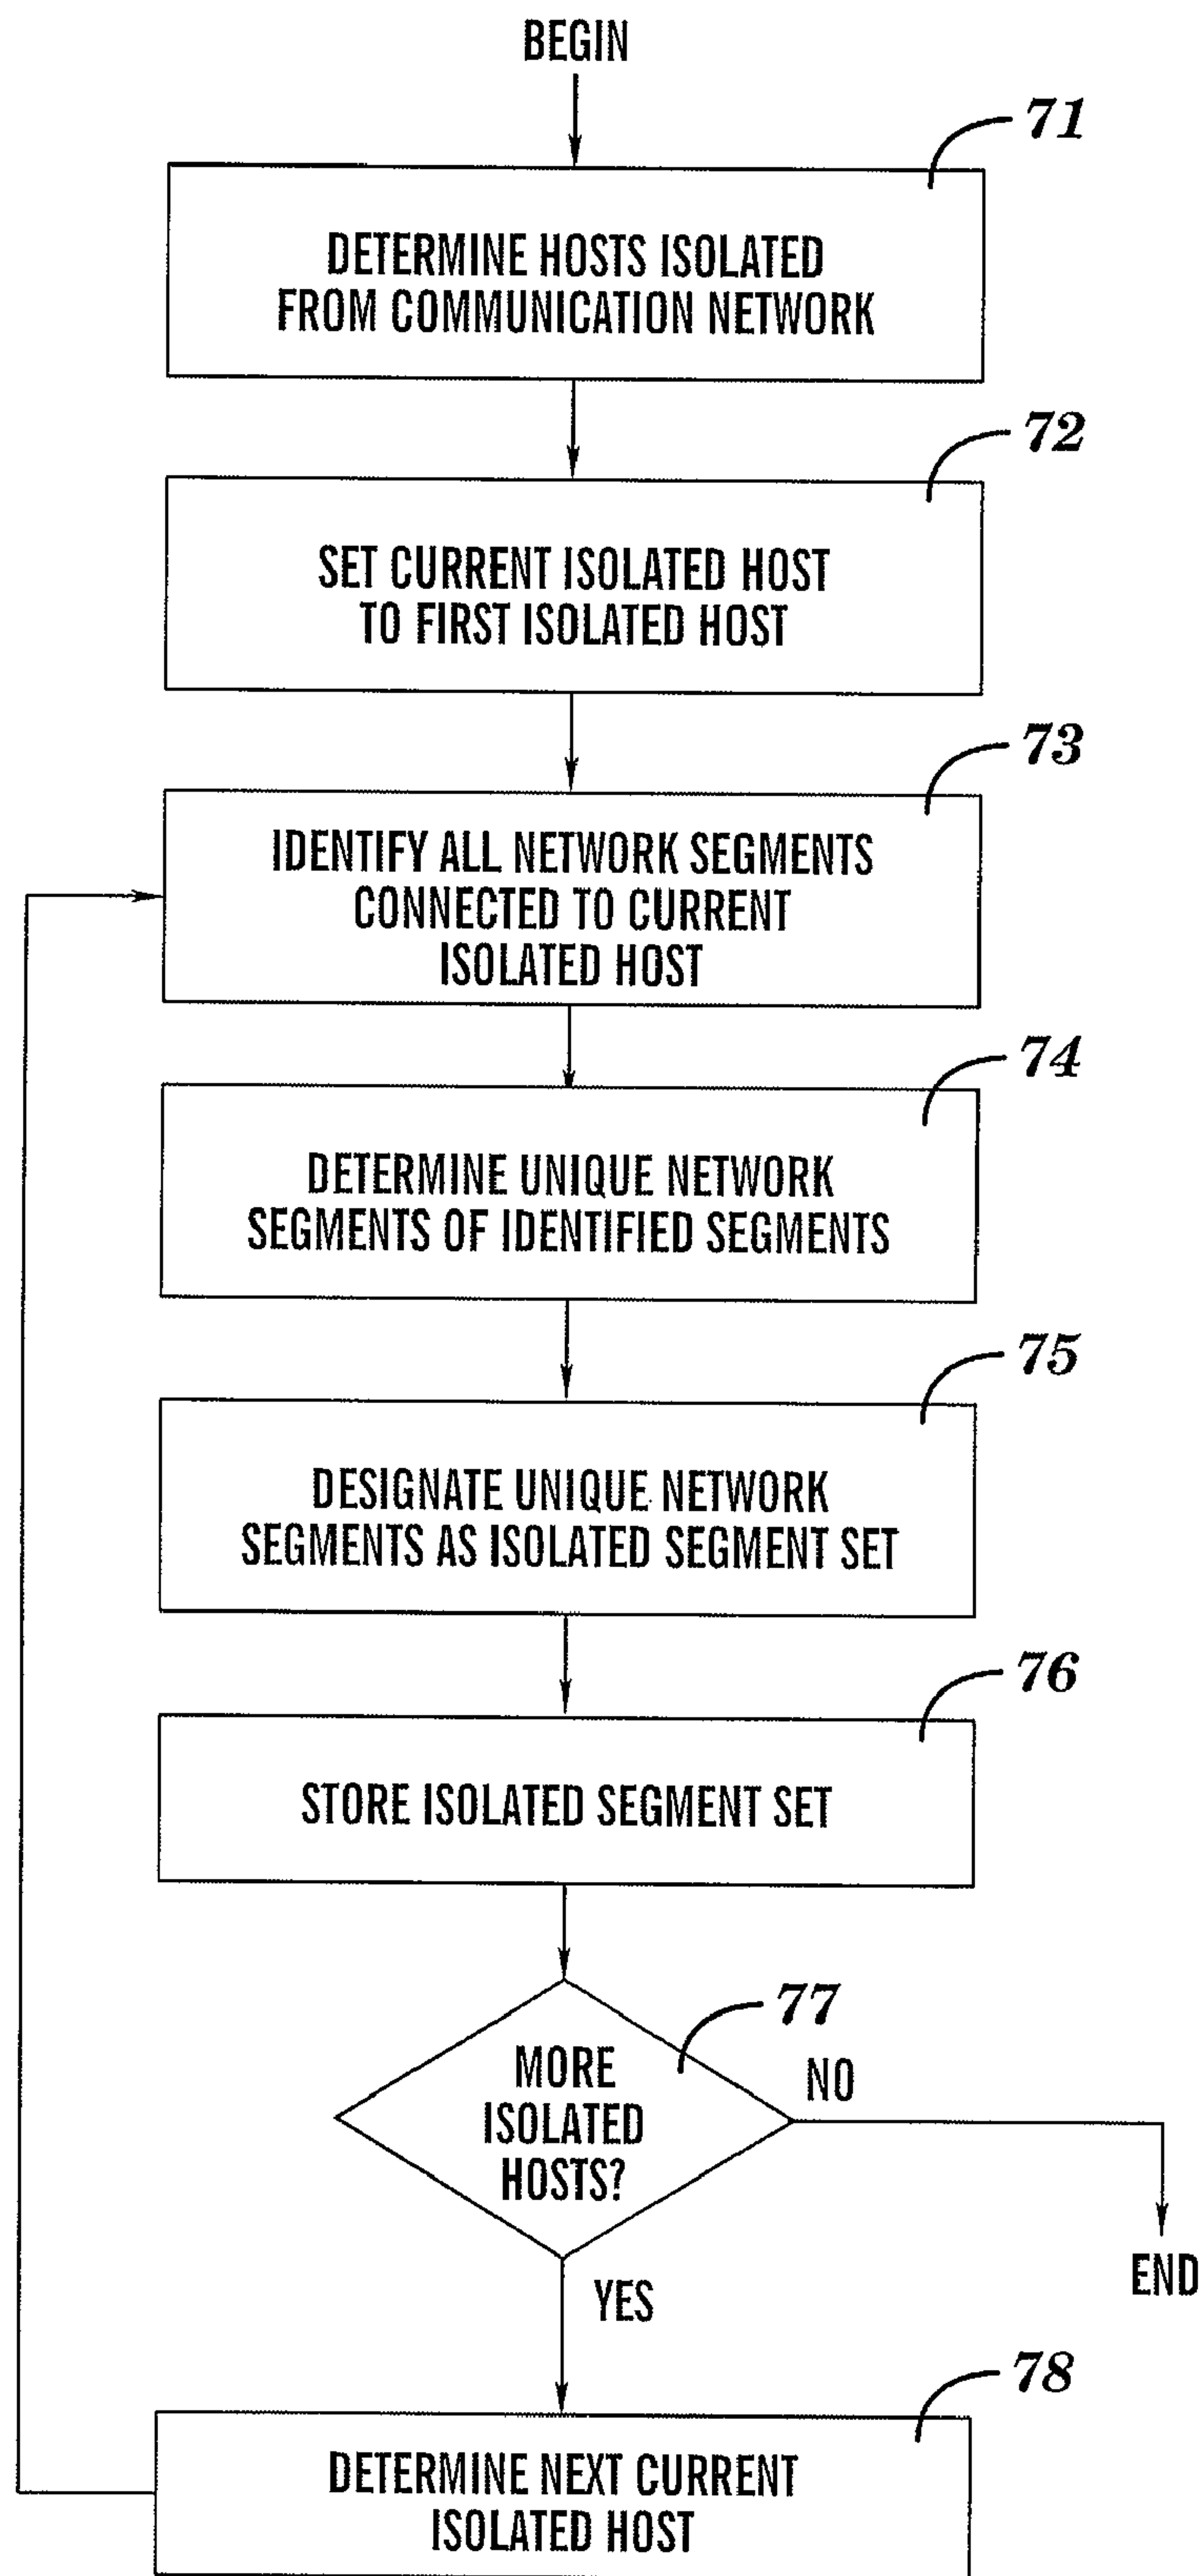 BEGIN
71
DETERMINE HOSTS ISOLATED
FROM COMMUNICATION NETWORK
72
SET CURRENT ISOLATED HOST
TO FIRST ISOLATED HOST
73
IDENTIFY ALL NETWORK SEGMENTS
CONNECTED TO CURRENT
ISOLATED HOST
74
DETERMINE UNIQUE NETWORK
SEGMENTS OF IDENTIFIED SEGMENTS
75
DESIGNATE UNIQUE NETWORK
SEGMENTS AS ISOLATED SEGMENT SET
76
STORE ISOLATED SEGMENT SET
77
MORE
ISOLATED
HOSTS?
NO
END
YES
78
DETERMINE NEXT CURRENT
ISOLATED HOST